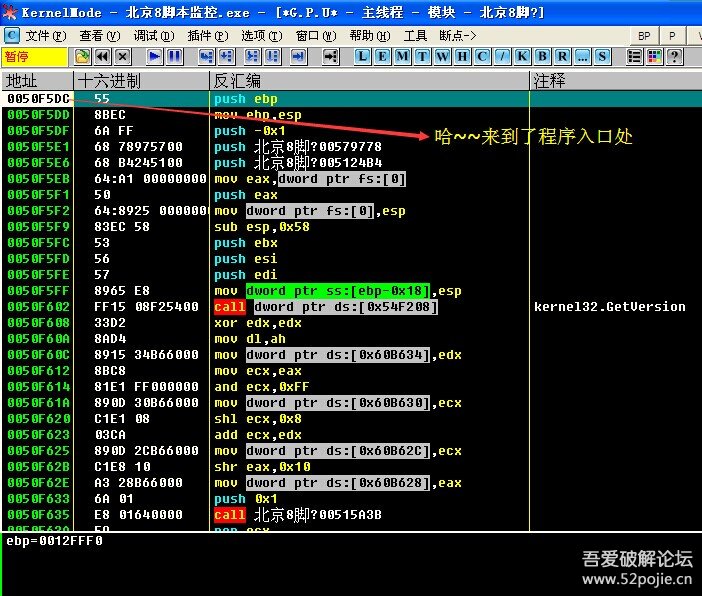 KernelMode - 北京8脚本监控.exe - [*G.P.U* - 主线程 - 模块 - 北京8脚?]
C 文件(F) 查看(V) 调试(D) 插件(P) 选项(T) 窗口(W) 帮助(H) 工具 断点-> BP P
暂停 L E M T W H C / K B R ... S ?
地址 十六进制 反汇编 注释
0050F5DC 55 push ebp
0050F5DD 8BEC mov ebp,esp
0050F5DF 6A FF push -0x1
哈~~来到了程序入口处
0050F5E1 68 78975700 push 北京8脚?00579778
0050F5E6 68 B4245100 push 北京8脚?005124B4
0050F5EB 64:A1 00000000 mov eax,dword ptr fs:[0]
0050F5F1 50 push eax
0050F5F2 64:8925 0000000 mov dword ptr fs:[0],esp
0050F5F9 83EC 58 sub esp,0x58
0050F5FC 53 push ebx
0050F5FD 56 push esi
0050F5FE 57 push edi
0050F5FF 8965 E8 mov dword ptr ss:[ebp-0x18],esp
0050F602 FF15 08F25400 call dword ptr ds:[0x54F208] kernel32.GetVersion
0050F608 33D2 xor edx,edx
0050F60A 8AD4 mov dl,ah
0050F60C 8915 34B66000 mov dword ptr ds:[0x60B634],edx
0050F612 8BC8 mov ecx,eax
0050F614 81E1 FF000000 and ecx,0xFF
0050F61A 890D 30B66000 mov dword ptr ds:[0x60B630],ecx
0050F620 C1E1 08 shl ecx,0x8
0050F623 03CA add ecx,edx
0050F625 890D 2CB66000 mov dword ptr ds:[0x60B62C],ecx
0050F62B C1E8 10 shr eax,0x10
0050F62E A3 28B66000 mov dword ptr ds:[0x60B628],eax
0050F633 6A 01 push 0x1
0050F635 E8 01640000 call 北京8脚?00515A3B
ebp=0012FFF0
吾爱破解论坛
www.52pojie.cn